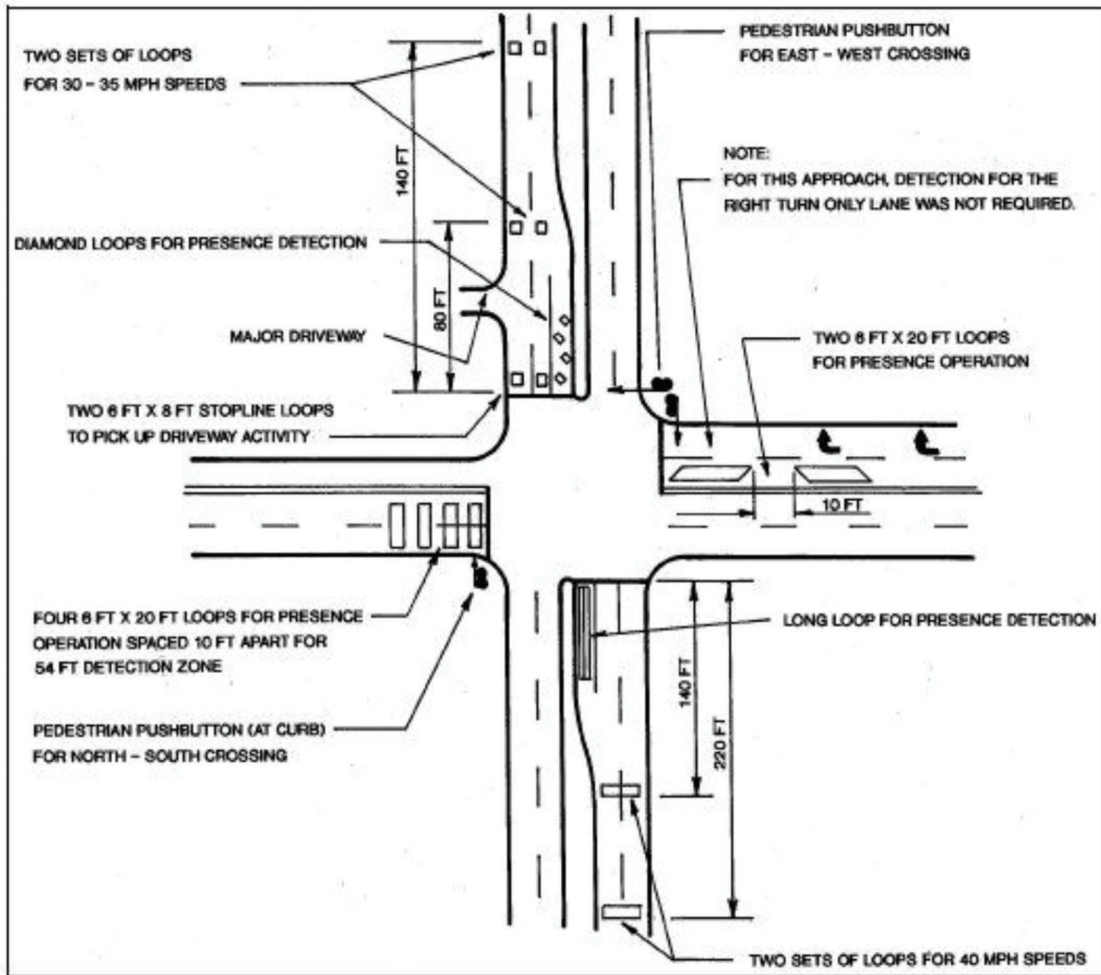 TWO SETS OF LOOPS
FOR 30 – 35 MPH SPEEDS
PEDESTRIAN PUSHBUTTON
FOR EAST – WEST CROSSING
140 FT
NOTE:
FOR THIS APPROACH, DETECTION FOR THE
RIGHT TURN ONLY LANE WAS NOT REQUIRED.
DIAMOND LOOPS FOR PRESENCE DETECTION
80 FT
MAJOR DRIVEWAY
TWO 6 FT X 20 FT LOOPS
FOR PRESENCE OPERATION
TWO 6 FT X 8 FT STOPLINE LOOPS
TO PICK UP DRIVEWAY ACTIVITY
10 FT
FOUR 6 FT X 20 FT LOOPS FOR PRESENCE
OPERATION SPACED 10 FT APART FOR
54 FT DETECTION ZONE
LONG LOOP FOR PRESENCE DETECTION
140 FT
220 FT
PEDESTRIAN PUSHBUTTON (AT CURB)
FOR NORTH – SOUTH CROSSING
TWO SETS OF LOOPS FOR 40 MPH SPEEDS